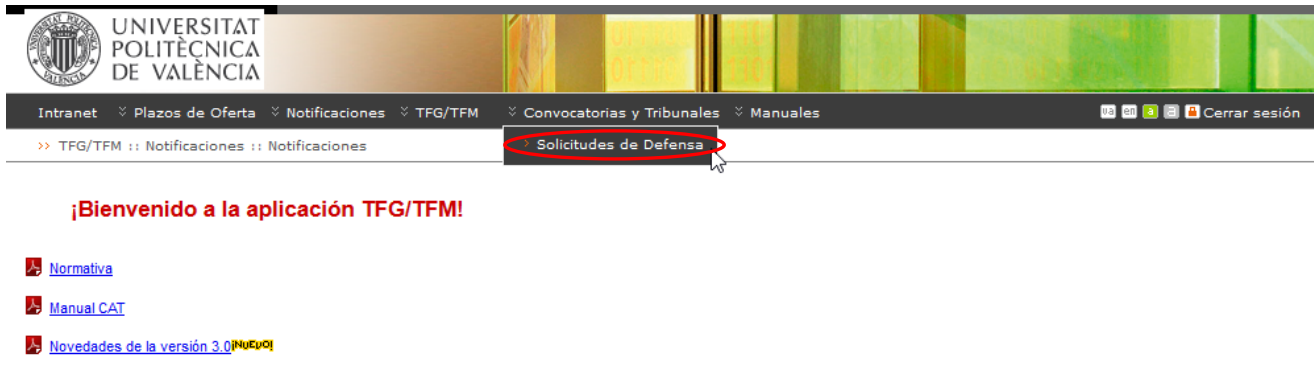 UNIVERSITAT
POLITÈCNICA
DE VALÈNCIA
Intranet Plazos de Oferta Notificaciones TFG/TFM Convocatorias y Tribunales Manuales va en a a Cerrar sesión
>> TFG/TFM :: Notificaciones :: Notificaciones
> Solicitudes de Defensa
¡Bienvenido a la aplicación TFG/TFM!
Normativa
Manual CAT
Novedades de la versión 3.0 ¡NUEVO!